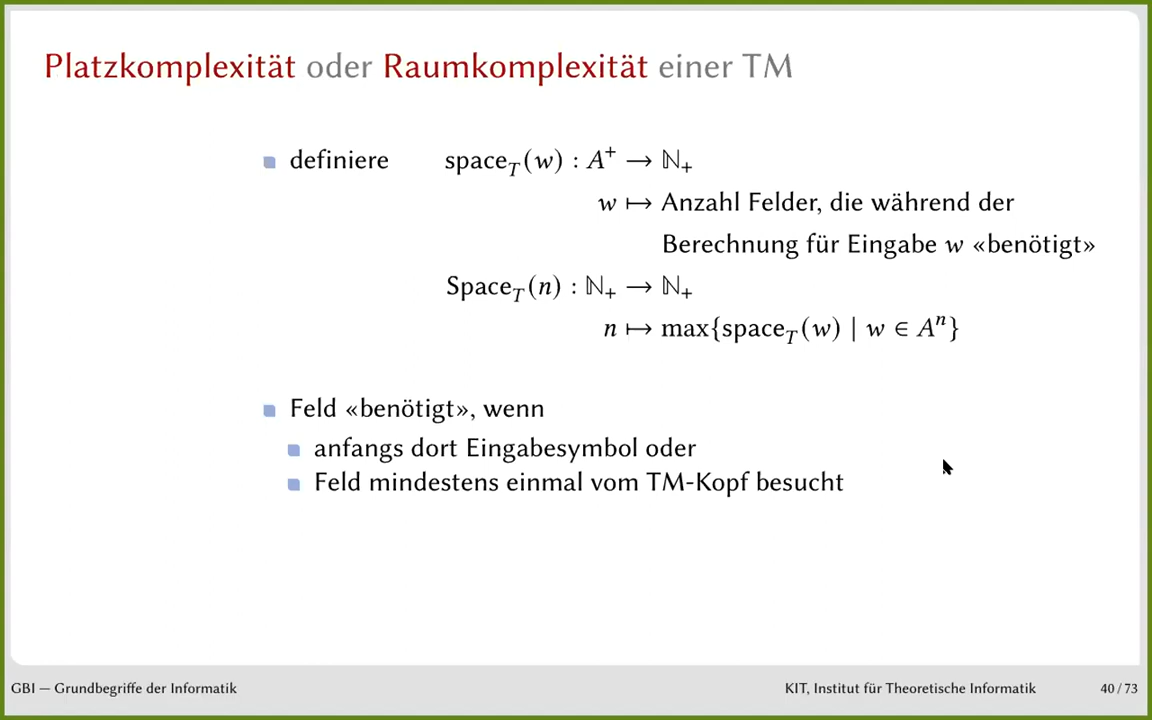 Platzkomplexität oder Raumkomplexität einer TM
definiere space_T(w) : A⁺ → ℕ₊
w ↦ Anzahl Felder, die während der
Berechnung für Eingabe w «benötigt»
Space_T(n) : ℕ₊ → ℕ₊
n ↦ max{space_T(w) | w ∈ Aⁿ}
Feld «benötigt», wenn
anfangs dort Eingabesymbol oder
Feld mindestens einmal vom TM-Kopf besucht
GBI — Grundbegriffe der Informatik KIT, Institut für Theoretische Informatik 40 / 73